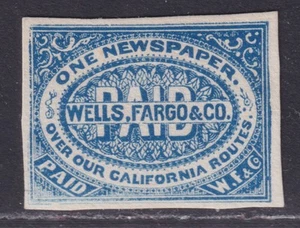 ONE NEWSPAPER.
PAID
WELLS, FARGO & CO.
OVER OUR CALIFORNIA ROUTES.
PAID
W.F.& Co